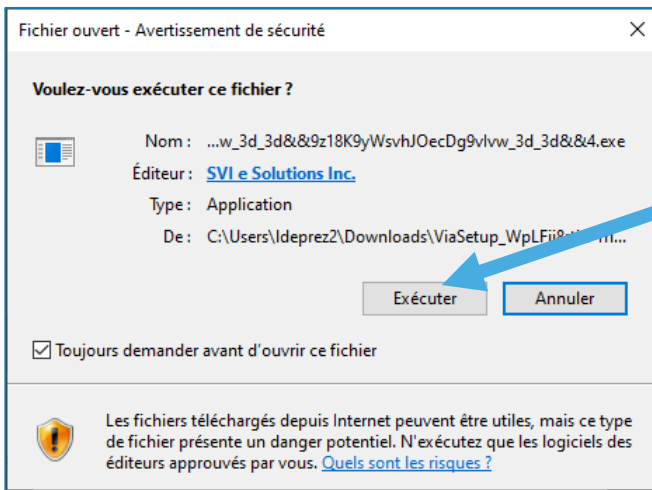 Fichier ouvert - Avertissement de sécurité
Voulez-vous exécuter ce fichier ?
Nom : ...w_3d_3d&&9z18K9yWsvhJOecDg9vlvw_3d_3d&&4.exe
Éditeur : SVI e Solutions Inc.
Type : Application
De : C:\Users\ldeprez2\Downloads\ViaSetup_WpLFij8
Exécuter Annuler
Toujours demander avant d'ouvrir ce fichier
Les fichiers téléchargés depuis Internet peuvent être utiles, mais ce type
de fichier présente un danger potentiel. N'exécutez que les logiciels des
éditeurs approuvés par vous. Quels sont les risques ?